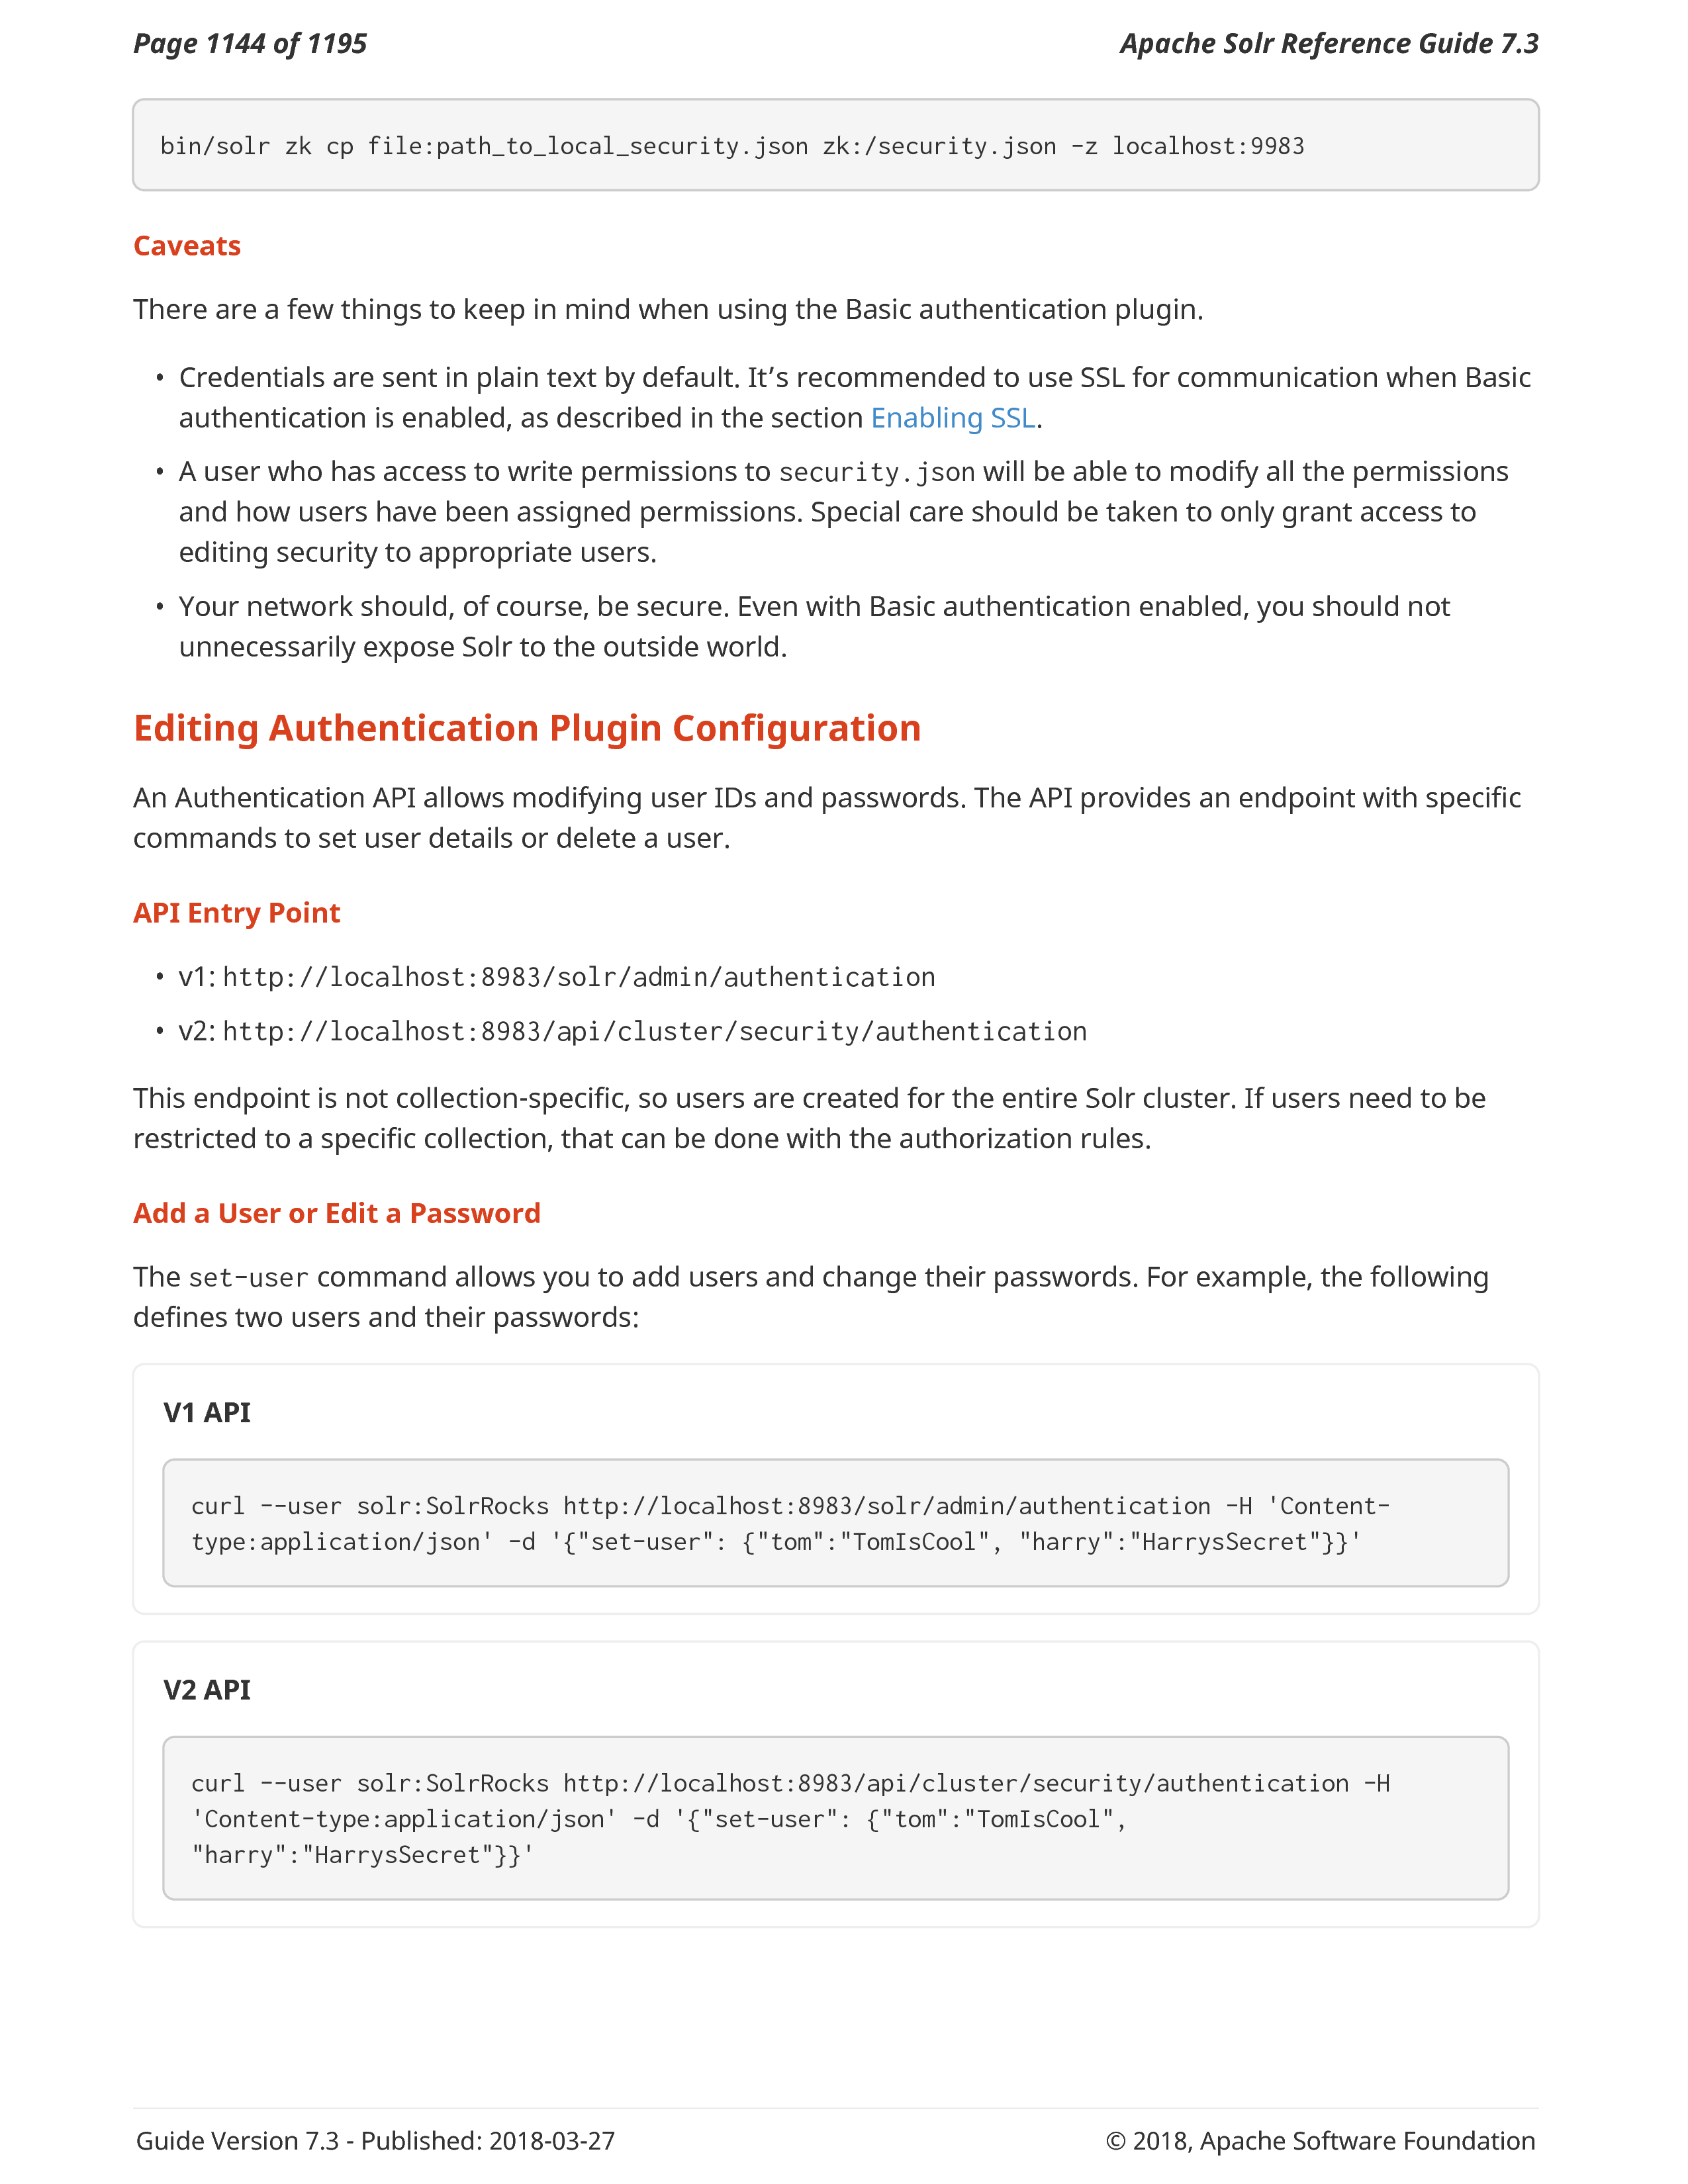 Page 1144 of 1195
Apache Solr Reference Guide 7.3
bin/solr zk cp file:path_to_local_security.json zk:/security.json -z localhost:9983
Caveats
There are a few things to keep in mind when using the Basic authentication plugin.
• Credentials are sent in plain text by default. It’s recommended to use SSL for communication when Basic
authentication is enabled, as described in the section Enabling SSL.
• A user who has access to write permissions to security.json will be able to modify all the permissions
and how users have been assigned permissions. Special care should be taken to only grant access to
editing security to appropriate users.
• Your network should, of course, be secure. Even with Basic authentication enabled, you should not
unnecessarily expose Solr to the outside world.
Editing Authentication Plugin Configuration
An Authentication API allows modifying user IDs and passwords. The API provides an endpoint with specific
commands to set user details or delete a user.
API Entry Point
• v1: http://localhost:8983/solr/admin/authentication
• v2: http://localhost:8983/api/cluster/security/authentication
This endpoint is not collection-specific, so users are created for the entire Solr cluster. If users need to be
restricted to a specific collection, that can be done with the authorization rules.
Add a User or Edit a Password
The set-user command allows you to add users and change their passwords. For example, the following
defines two users and their passwords:
V1 API
curl --user solr:SolrRocks http://localhost:8983/solr/admin/authentication -H 'Content-
type:application/json' -d '{"set-user": {"tom":"TomIsCool", "harry":"HarrysSecret"}}'
V2 API
curl --user solr:SolrRocks http://localhost:8983/api/cluster/security/authentication -H
'Content-type:application/json' -d '{"set-user": {"tom":"TomIsCool",
"harry":"HarrysSecret"}}'
Guide Version 7.3 - Published: 2018-03-27
© 2018, Apache Software Foundation